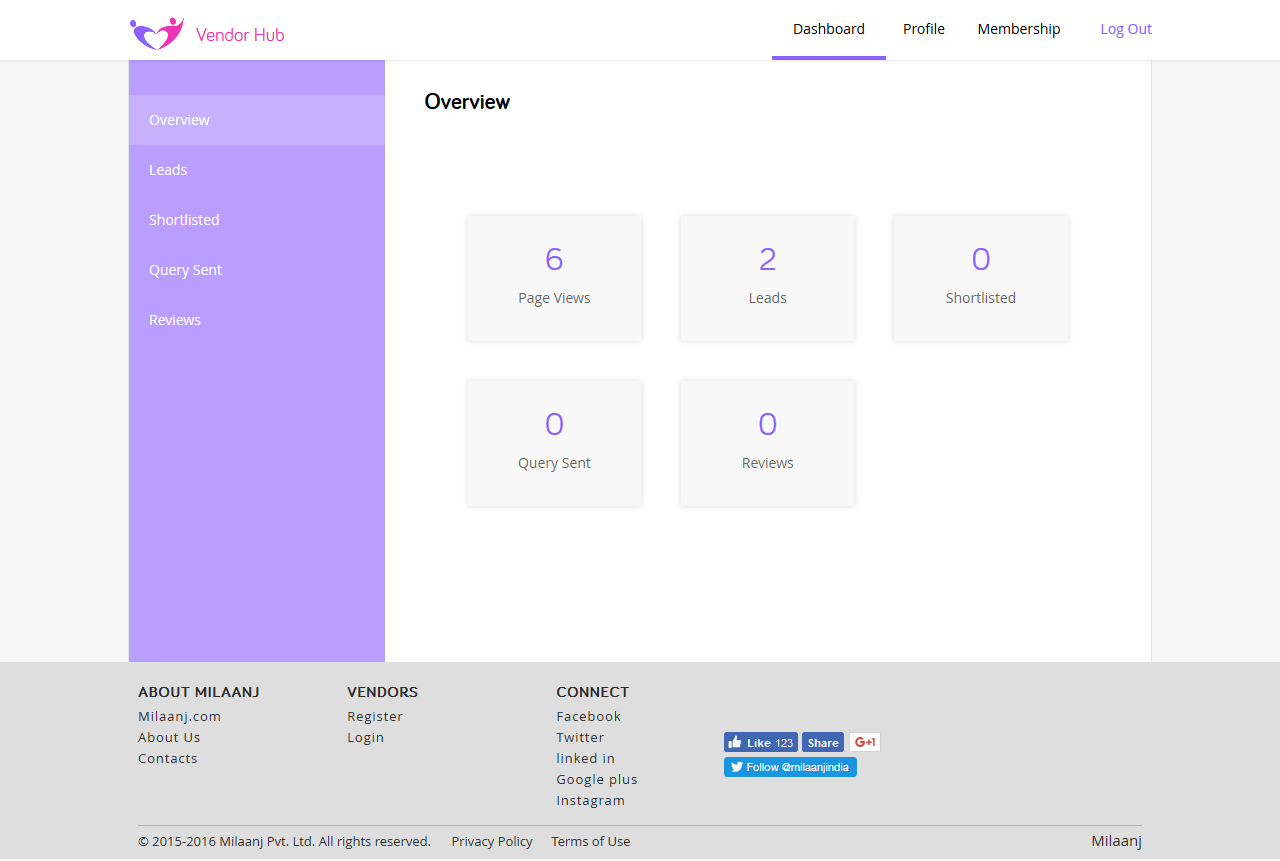 Vendor Hub
Dashboard Profile Membership Log Out
Overview
Leads
Shortlisted
Query Sent
Reviews
Overview
6
Page Views
2
Leads
0
Shortlisted
0
Query Sent
0
Reviews
ABOUT MILAANJ
Milaanj.com
About Us
Contacts
VENDORS
Register
Login
CONNECT
Facebook
Twitter
linked in
Google plus
Instagram
Like 123 Share G+1
Follow @milaanjindia
© 2015-2016 Milaanj Pvt. Ltd. All rights reserved. Privacy Policy Terms of Use Milaanj